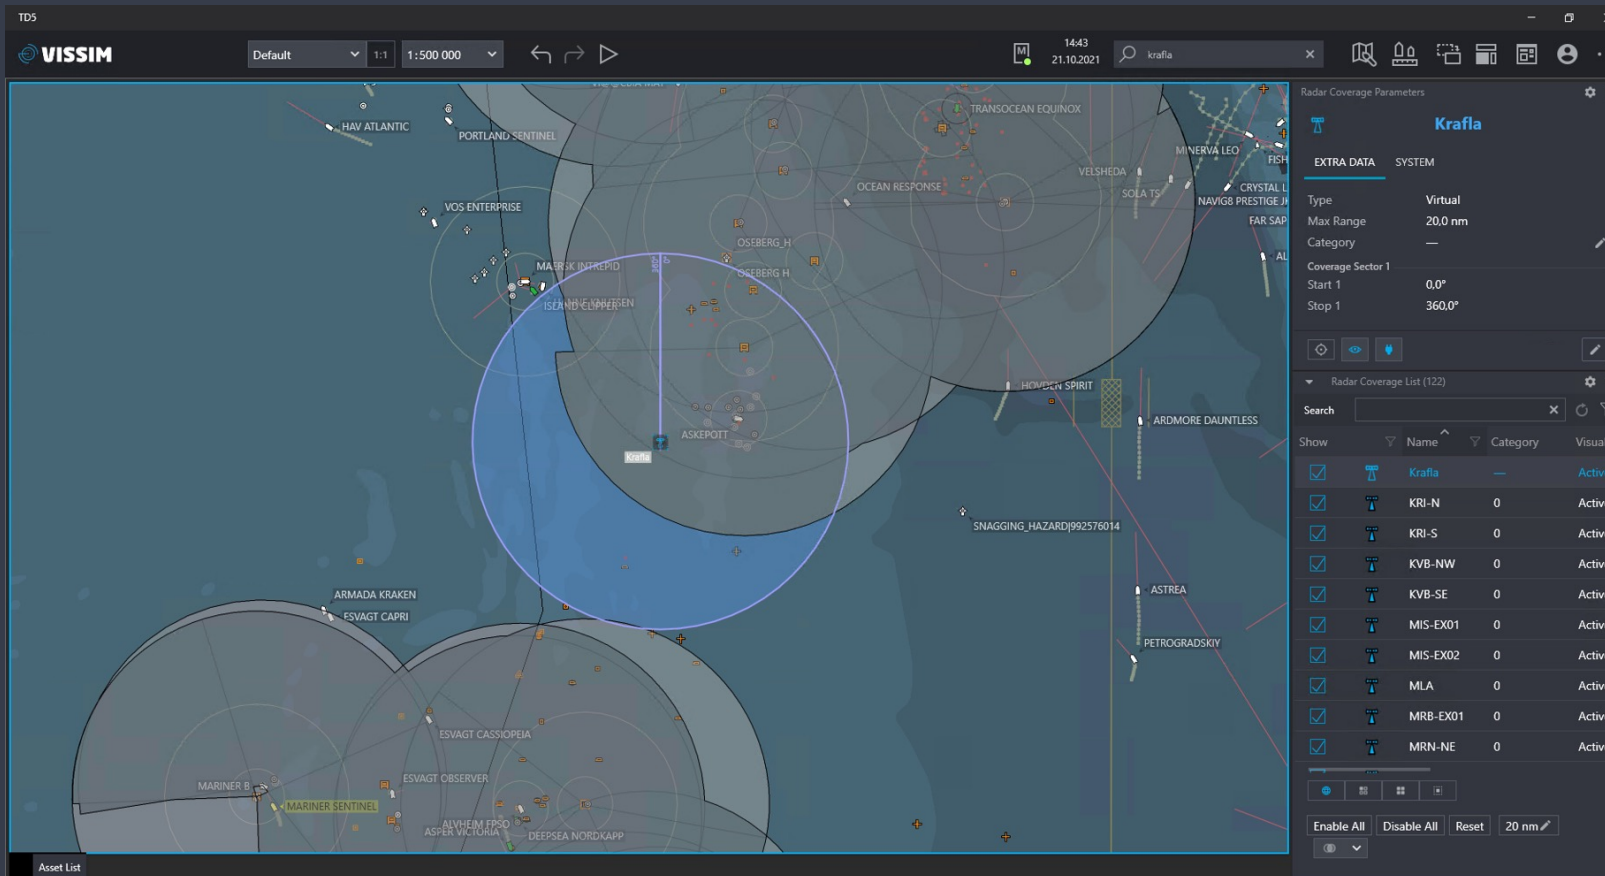 TD5
VISSIM
Default
1:1
1:500 000
M
14:43
21.10.2021
krafla
HAV ATLANTIC
PORTLAND SENTINEL
TRANSOCEAN EQUINOX
MINERVA LEO
FISH
VELSHEDA
OCEAN RESPONSE
SOLA TS
CRYSTAL L
NAVIG8 PRESTIGE JH
FAR SAP
VOS ENTERPRISE
OSEBERG_H
AL
MAERSK INTREPID
OSEBERG H
360°
0°
ISLAND CLIPPER
HOVDEN SPIRIT
ARDMORE DAUNTLESS
ASKEPOTT
Krafla
SNAGGING_HAZARD|992576014
ARMADA KRAKEN
ESVAGT CAPRI
ASTREA
PETROGRADSKIY
ESVAGT CASSIOPEIA
MARINER B
ESVAGT OBSERVER
MARINER SENTINEL
ALVHEIM FPSO
ASPER VICTORIA
DEEPSEA NORDKAPP
Asset List
Radar Coverage Parameters
Krafla
EXTRA DATA SYSTEM
Type Virtual
Max Range 20,0 nm
Category —
Coverage Sector 1
Start 1 0,0°
Stop 1 360,0°
Radar Coverage List (122)
Search
Show Name Category Visual
Krafla — Activ
KRI-N 0 Activ
KRI-S 0 Activ
KVB-NW 0 Activ
KVB-SE 0 Activ
MIS-EX01 0 Activ
MIS-EX02 0 Activ
MLA 0 Activ
MRB-EX01 0 Activ
MRN-NE 0 Activ
Enable All Disable All Reset 20 nm